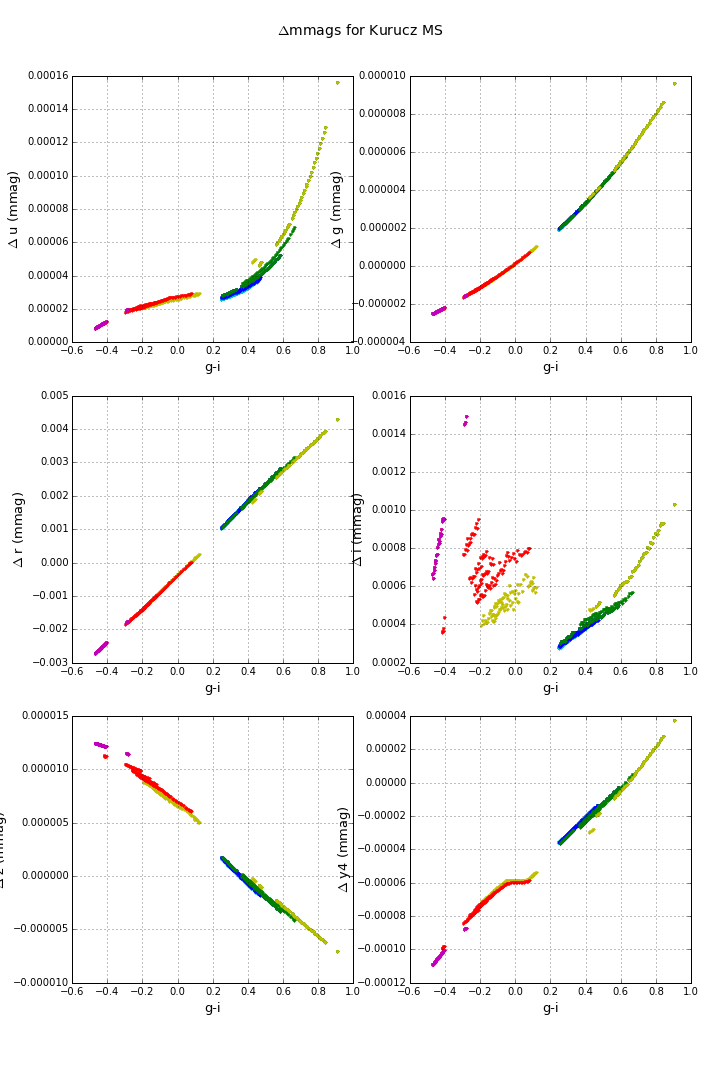 Δmmags for Kurucz MS
0.00016
0.00014
0.00012
0.00010
0.00008
0.00006
0.00004
0.00002
0.00000
Δ u (mmag)
−0.6 −0.4 −0.2 0.0 0.2 0.4 0.6 0.8 1.0
g-i
0.000010
0.000008
0.000006
0.000004
0.000002
0.000000
−0.000002
−0.000004
Δ g (mmag)
−0.6 −0.4 −0.2 0.0 0.2 0.4 0.6 0.8 1.0
g-i
0.005
0.004
0.003
0.002
0.001
0.000
−0.001
−0.002
−0.003
Δ r (mmag)
−0.6 −0.4 −0.2 0.0 0.2 0.4 0.6 0.8 1.0
g-i
0.0016
0.0014
0.0012
0.0010
0.0008
0.0006
0.0004
0.0002
Δ i (mmag)
−0.6 −0.4 −0.2 0.0 0.2 0.4 0.6 0.8 1.0
g-i
0.000015
0.000010
0.000005
0.000000
−0.000005
−0.000010
Δ z (mmag)
−0.6 −0.4 −0.2 0.0 0.2 0.4 0.6 0.8 1.0
g-i
0.00004
0.00002
0.00000
−0.00002
−0.00004
−0.00006
−0.00008
−0.00010
−0.00012
Δ y4 (mmag)
−0.6 −0.4 −0.2 0.0 0.2 0.4 0.6 0.8 1.0
g-i